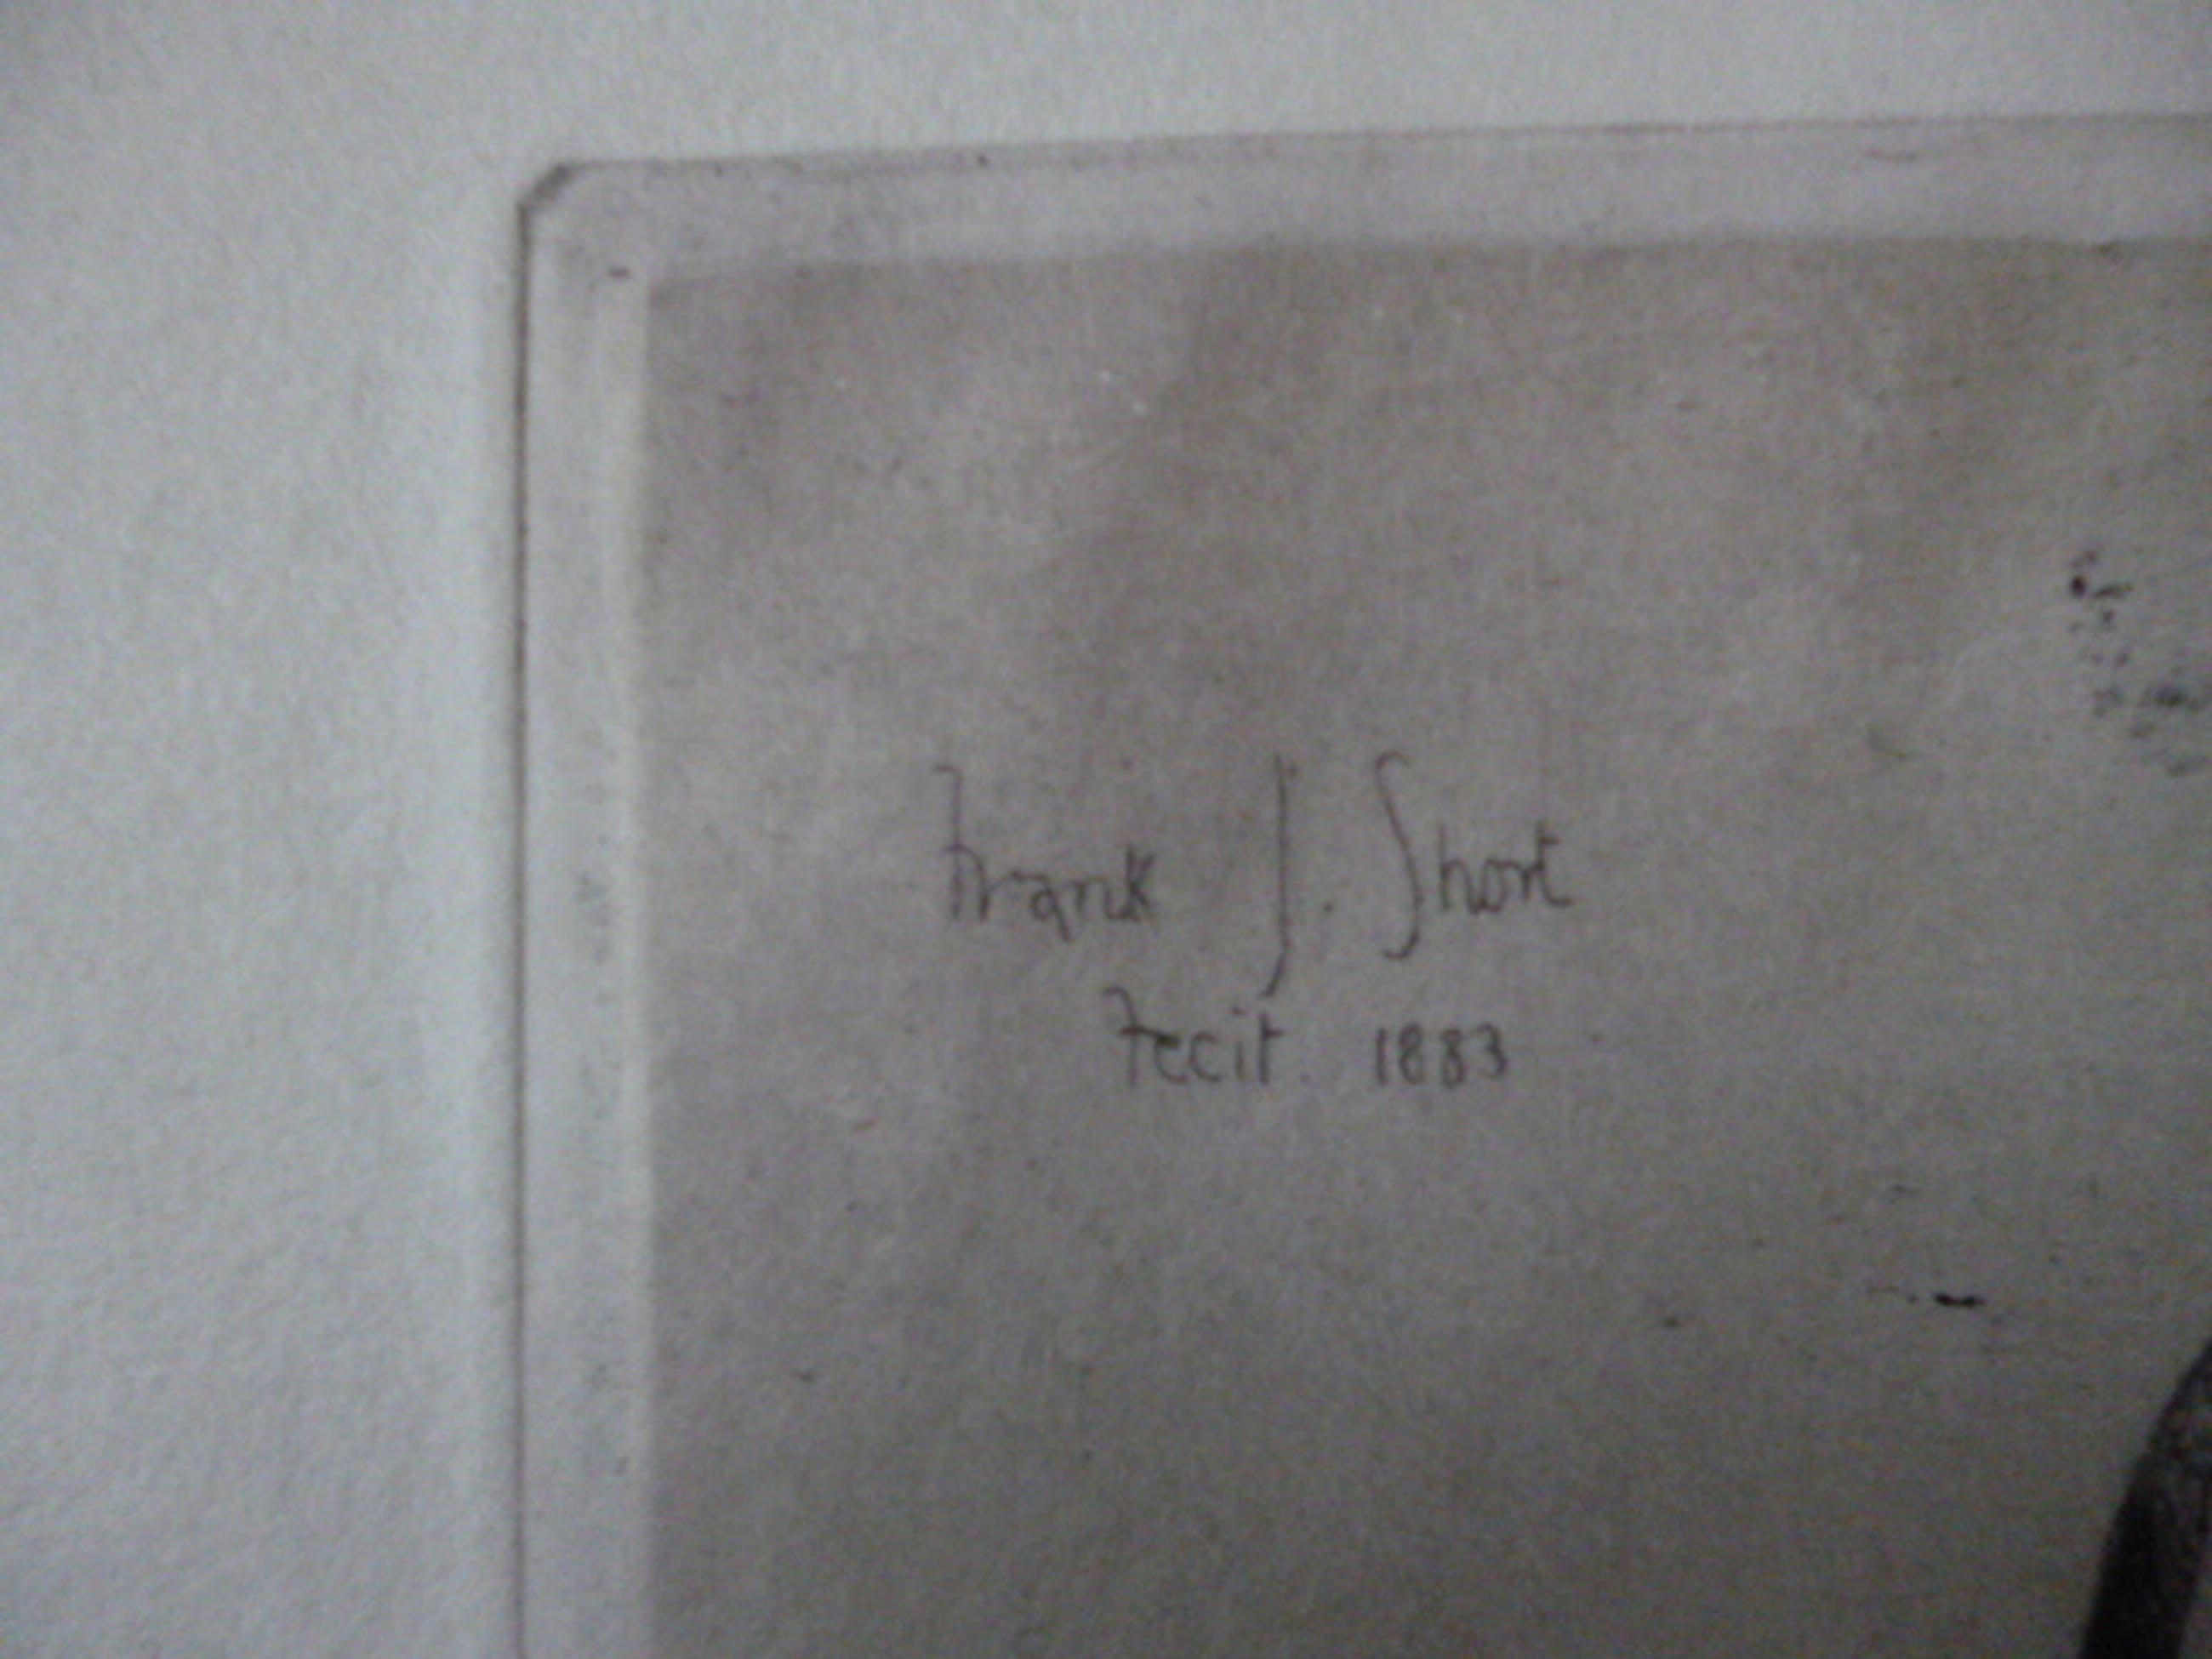 Frank J. Short
Fecit. 1883